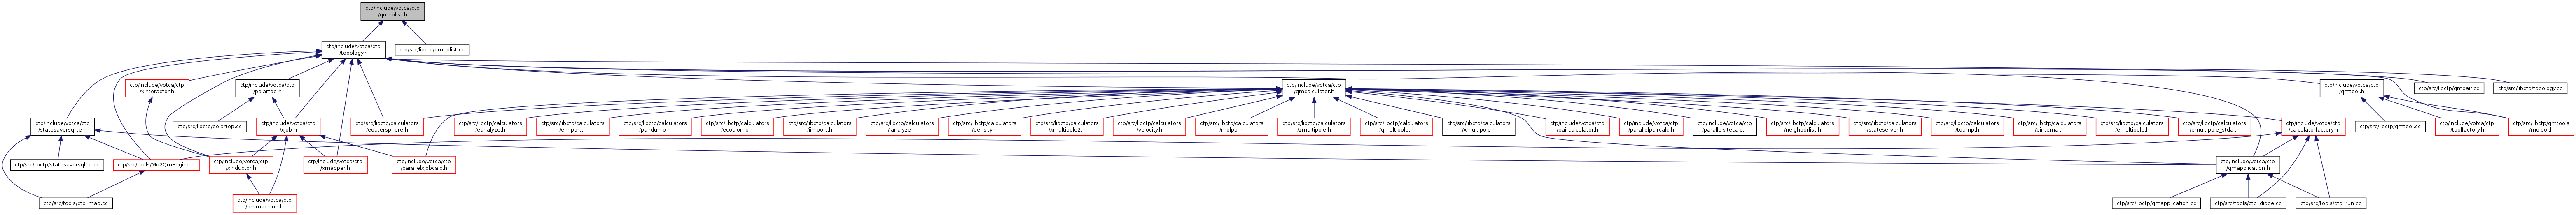 ctp/include/votca/ctp
/qmnblist.h
ctp/include/votca/ctp
/topology.h
ctp/src/libctp/qmnblist.cc
ctp/include/votca/ctp
/xinteractor.h
ctp/include/votca/ctp
/polartop.h
ctp/include/votca/ctp
/qmcalculator.h
ctp/include/votca/ctp
/qmtool.h
ctp/src/libctp/qmpair.cc
ctp/src/libctp/topology.cc
ctp/include/votca/ctp
/statesaversqlite.h
ctp/src/libctp/polartop.cc
ctp/include/votca/ctp
/xjob.h
ctp/src/libctp/calculators
/eoutersphere.h
ctp/src/libctp/calculators
/eanalyze.h
ctp/src/libctp/calculators
/eimport.h
ctp/src/libctp/calculators
/pairdump.h
ctp/src/libctp/calculators
/ecoulomb.h
ctp/src/libctp/calculators
/iimport.h
ctp/src/libctp/calculators
/ianalyze.h
ctp/src/libctp/calculators
/density.h
ctp/src/libctp/calculators
/xmultipole2.h
ctp/src/libctp/calculators
/velocity.h
ctp/src/libctp/calculators
/molpol.h
ctp/src/libctp/calculators
/zmultipole.h
ctp/src/libctp/calculators
/qmultipole.h
ctp/src/libctp/calculators
/xmultipole.h
ctp/include/votca/ctp
/paircalculator.h
ctp/include/votca/ctp
/parallelpaircalc.h
ctp/include/votca/ctp
/parallelsitecalc.h
ctp/src/libctp/calculators
/neighborlist.h
ctp/src/libctp/calculators
/stateserver.h
ctp/src/libctp/calculators
/tdump.h
ctp/src/libctp/calculators
/einternal.h
ctp/src/libctp/calculators
/emultipole.h
ctp/src/libctp/calculators
/emultipole_stdal.h
ctp/include/votca/ctp
/calculatorfactory.h
ctp/src/libctp/qmtool.cc
ctp/include/votca/ctp
/toolfactory.h
ctp/src/libctp/qmtools
/molpol.h
ctp/src/libctp/statesaversqlite.cc
ctp/src/tools/Md2QmEngine.h
ctp/include/votca/ctp
/xinductor.h
ctp/include/votca/ctp
/xmapper.h
ctp/include/votca/ctp
/parallelxjobcalc.h
ctp/include/votca/ctp
/qmapplication.h
ctp/src/tools/ctp_map.cc
ctp/include/votca/ctp
/qmmachine.h
ctp/src/libctp/qmapplication.cc
ctp/src/tools/ctp_diode.cc
ctp/src/tools/ctp_run.cc